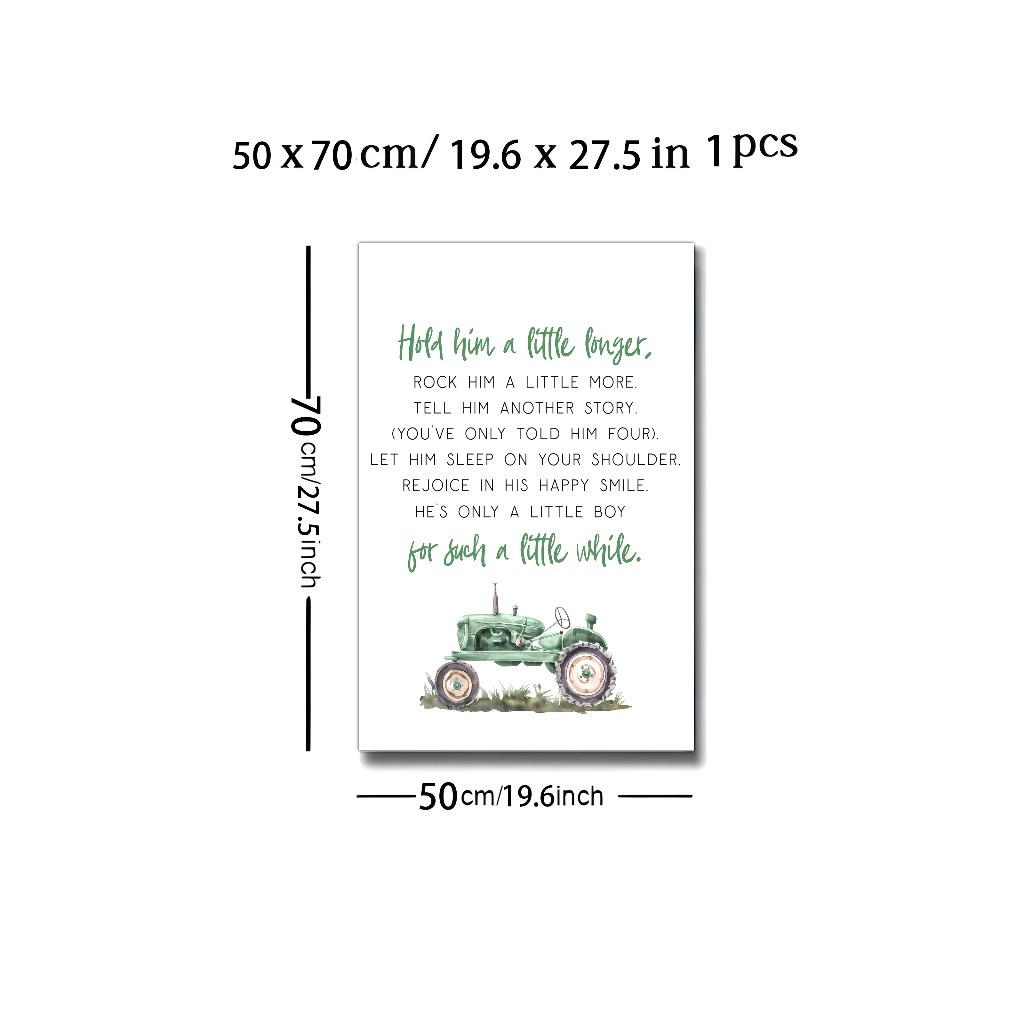 50 x 70 cm/ 19.6 x 27.5 in 1 pcs
Hold him a little longer,
ROCK HIM A LITTLE MORE.
TELL HIM ANOTHER STORY.
(YOU'VE ONLY TOLD HIM FOUR).
LET HIM SLEEP ON YOUR SHOULDER.
REJOICE IN HIS HAPPY SMILE.
HE'S ONLY A LITTLE BOY
for such a little while.
70cm/27.5inch
50cm/19.6inch